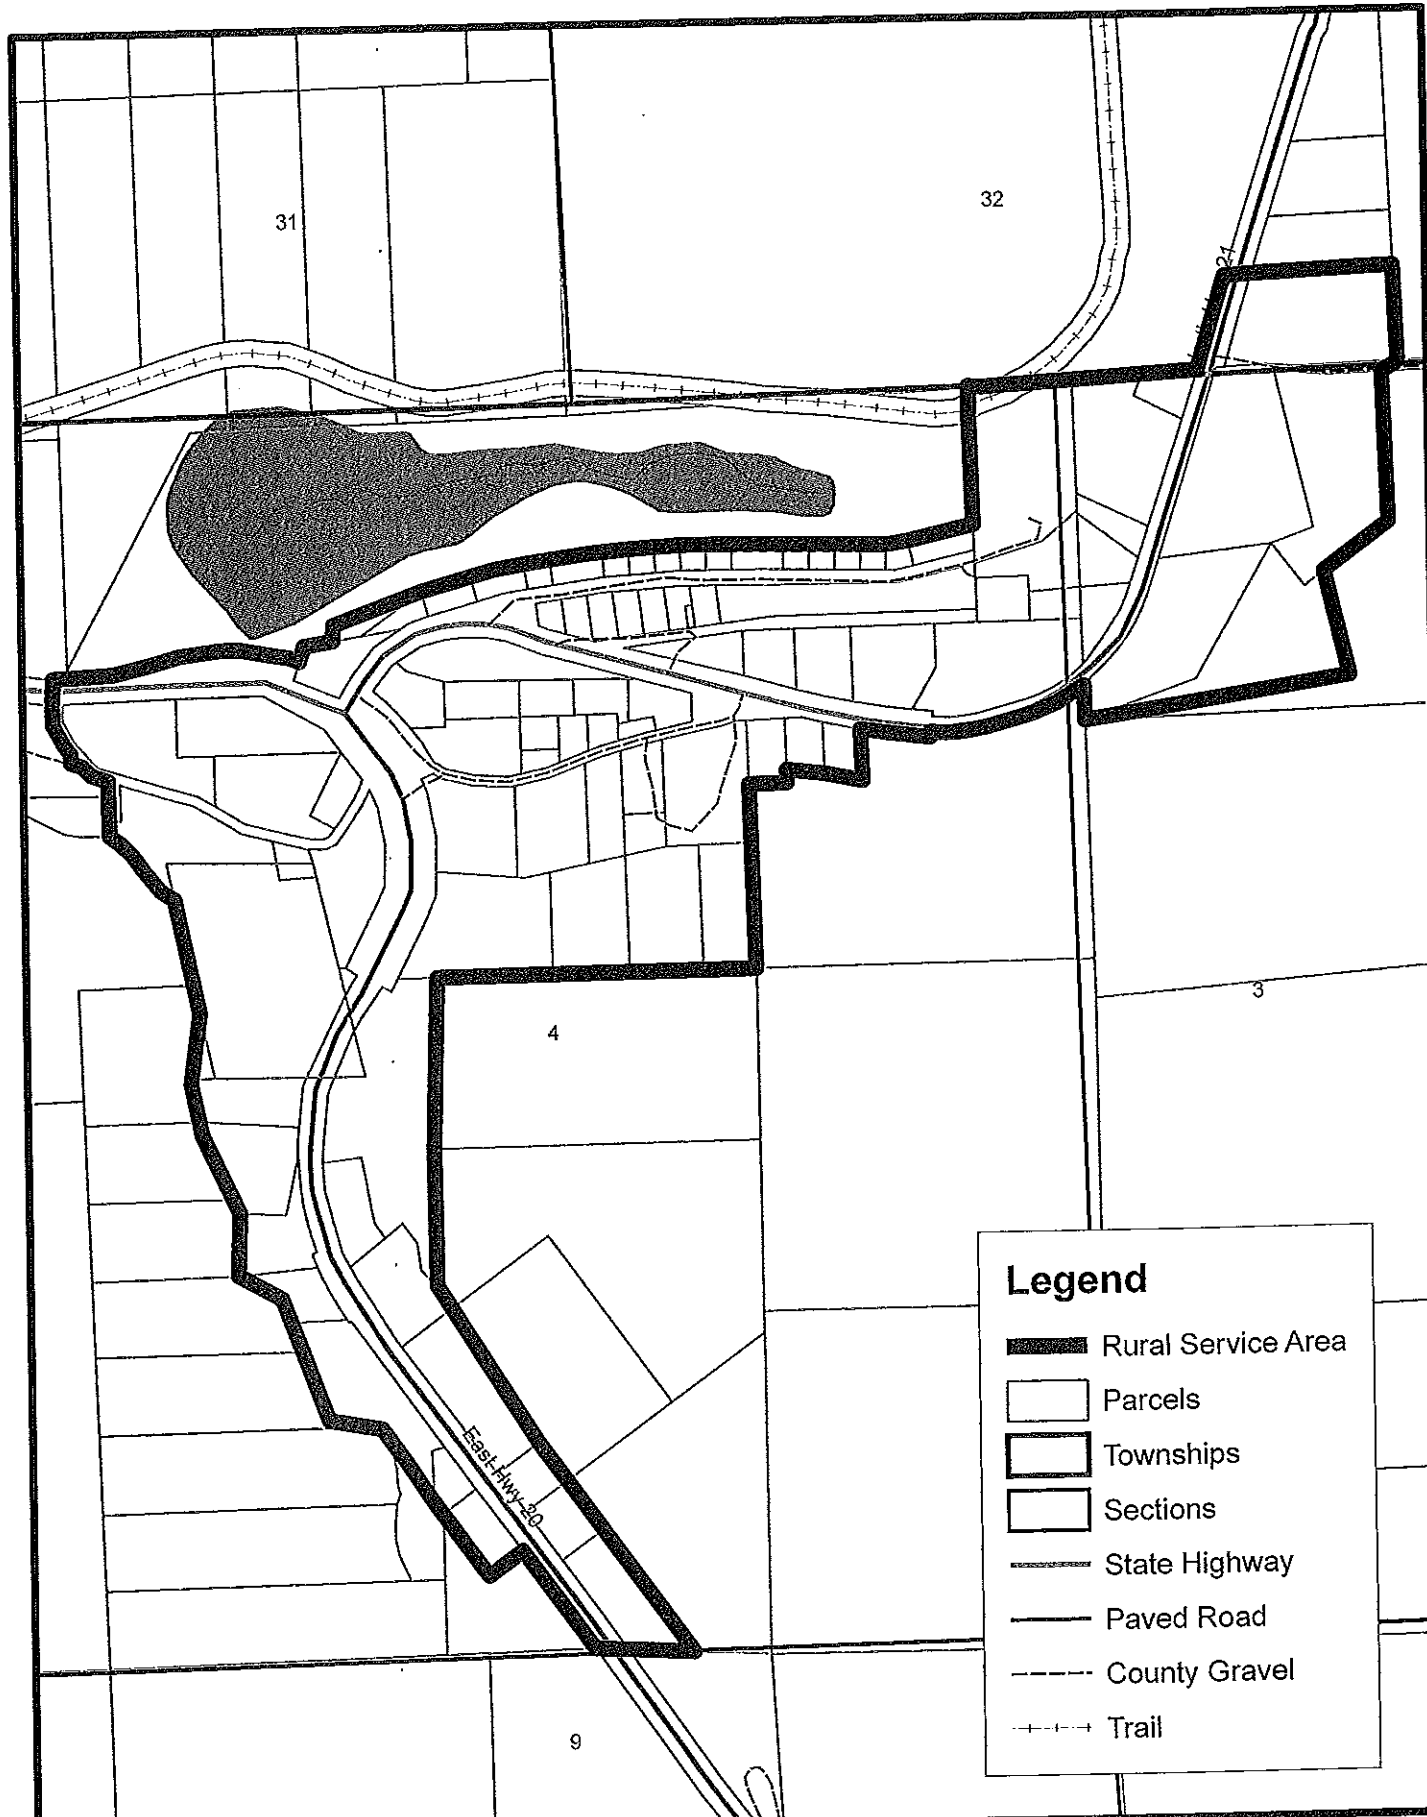 32
31
21
3
4
East Hwy 20
Legend
Rural Service Area
Parcels
Townships
Sections
State Highway
Paved Road
County Gravel
Trail
9